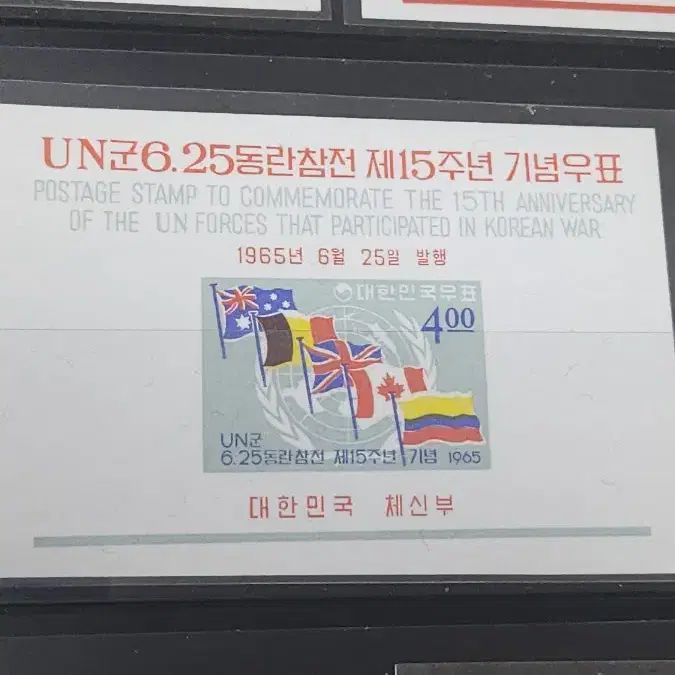 UN군6.25동란참전 제15주년 기념우표
POSTAGE STAMP TO COMMEMORATE THE 15TH ANNIVERSARY
OF THE UN FORCES THAT PARTICIPATED IN KOREAN WAR
1965년 6월 25일 발행
대한민국우표
400
UN군
6.25동란참전 제15주년 기념 1965
대한민국 체신부